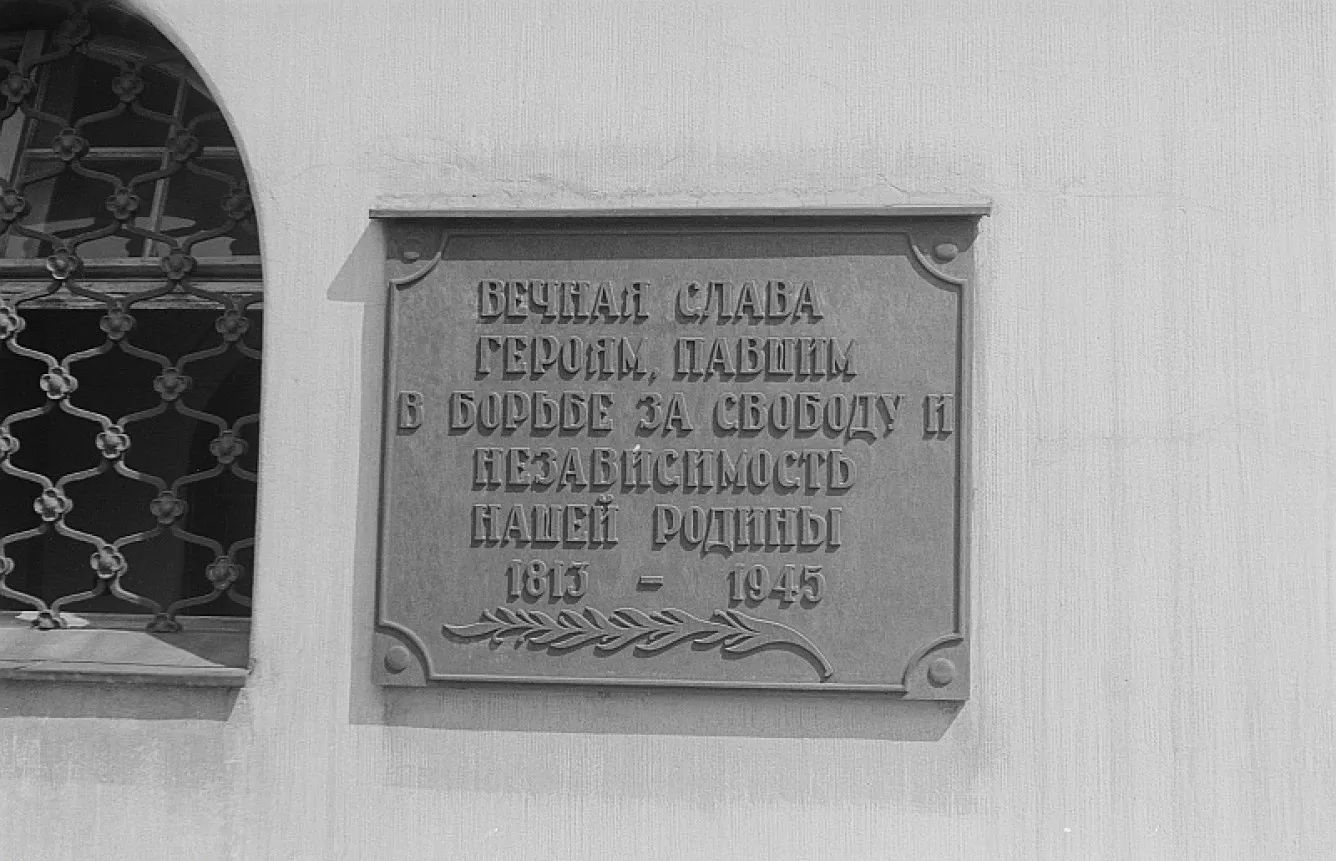 ВЕЧНАЯ СЛАВА
ГЕРОЯМ, ПАВШИМ
В БОРЬБЕ ЗА СВОБОДУ И
НЕЗАВИСИМОСТЬ
НАШЕЙ РОДИНЫ
1813 – 1945